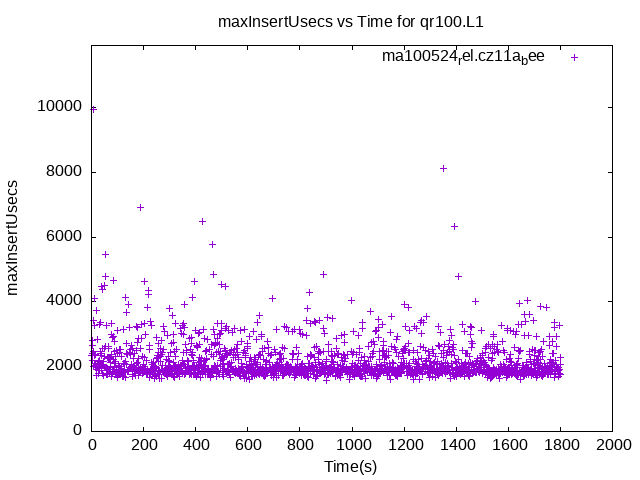 maxInsertUsecs vs Time for qr100.L1
ma100524_rel.cz11a_bee
maxInsertUsecs
10000
8000
6000
4000
2000
0
0 200 400 600 800 1000 1200 1400 1600 1800 2000
Time(s)